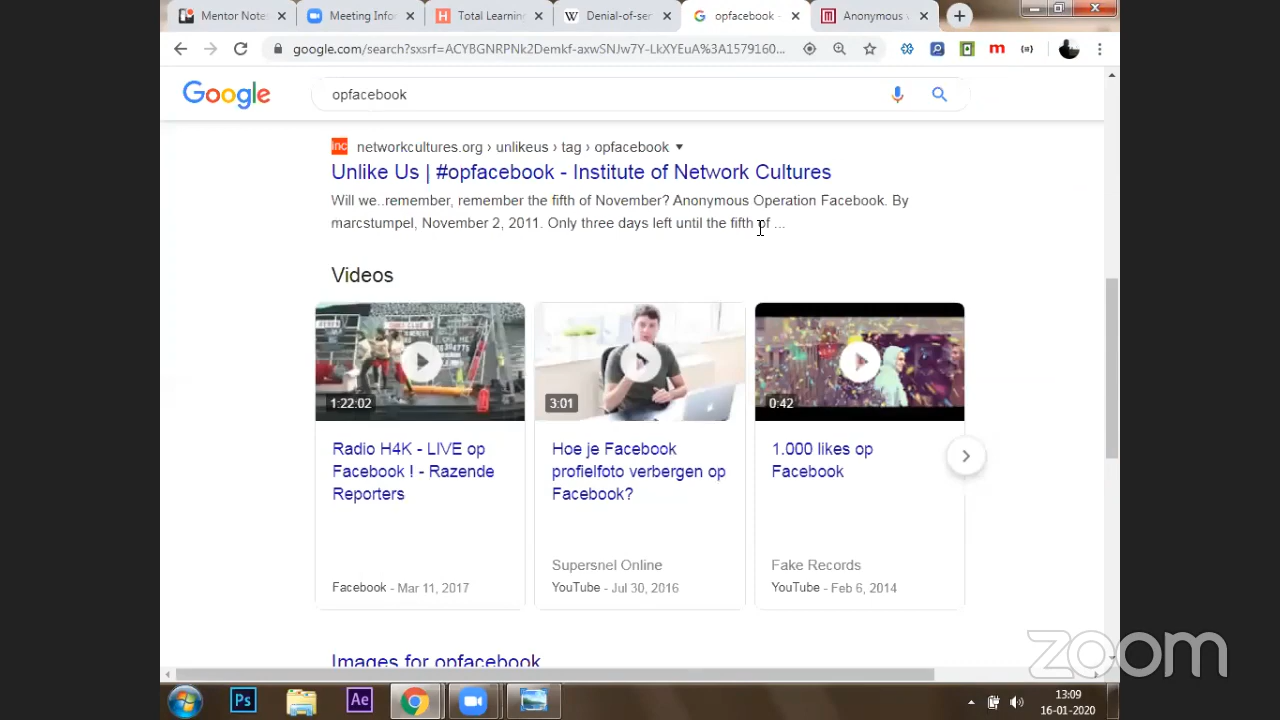 Mentor Note
Meeting Info
Total Learnin
Denial-of-ser
opfacebook -
Anonymous
google.com/search?sxsrf=ACYBGNRPNk2Demkf-axwSNJw7Y-LkXYEuA%3A1579160...
Google
opfacebook
inc networkcultures.org › unlikeus › tag › opfacebook
Unlike Us | #opfacebook - Institute of Network Cultures
Will we..remember, remember the fifth of November? Anonymous Operation Facebook. By
marcstumpel, November 2, 2011. Only three days left until the fifth of ...
Videos
1:22:02
3:01
0:42
Radio H4K - LIVE op
Facebook ! - Razende
Reporters
Facebook - Mar 11, 2017
Hoe je Facebook
profielfoto verbergen op
Facebook?
Supersnel Online
YouTube - Jul 30, 2016
1.000 likes op
Facebook
Fake Records
YouTube - Feb 6, 2014
Images for opfacebook
zoom
Ps
Ae
13:09
16-01-2020